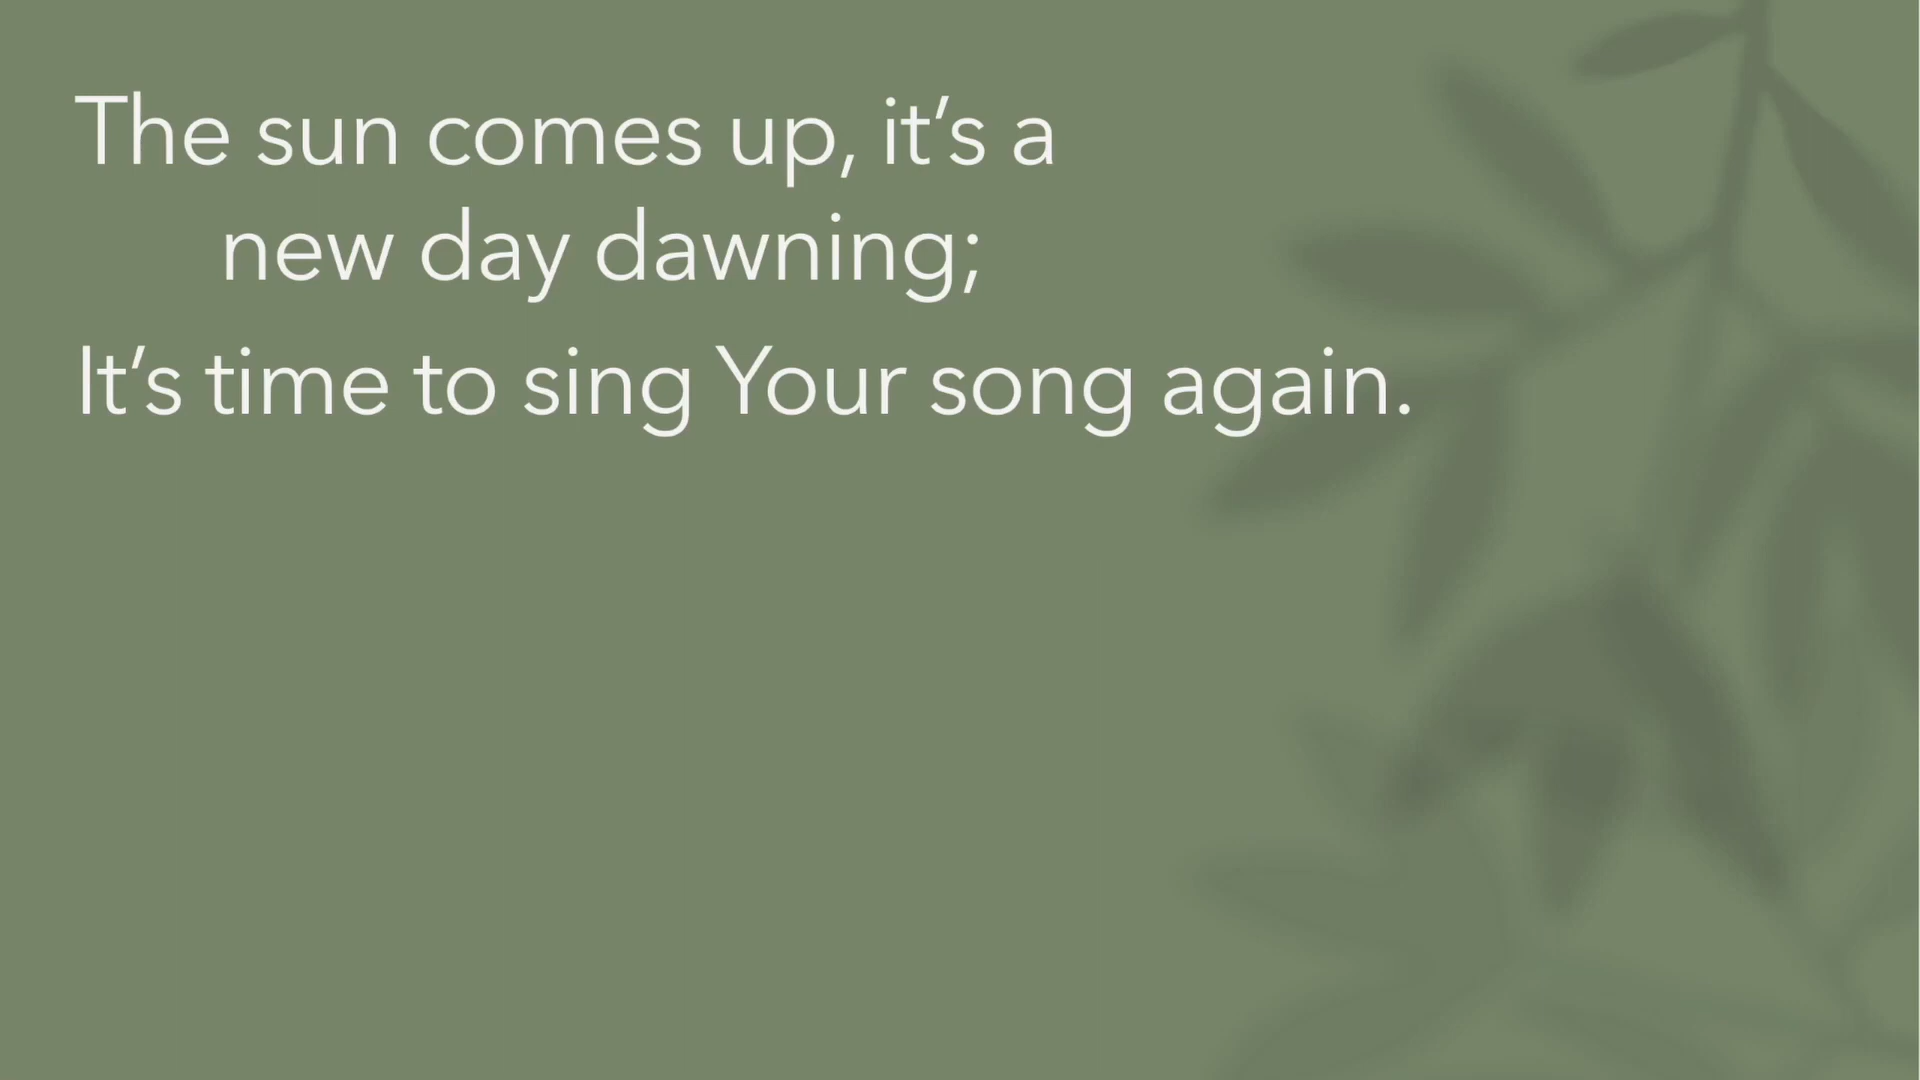 The sun comes up, it’s a
new day dawning;
It’s time to sing Your song again.